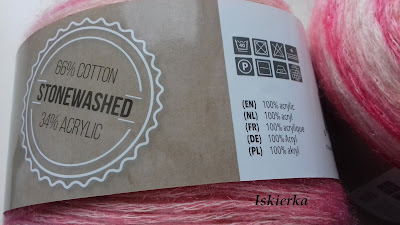 66% COTTON
STONEWASHED
34% ACRYLIC
40
P
(EN) 100% acrylic
(NL) 100% acryl
(FR) 100% acrylique
(DE) 100% Acryl
(PL) 100% akryl
Iskierka